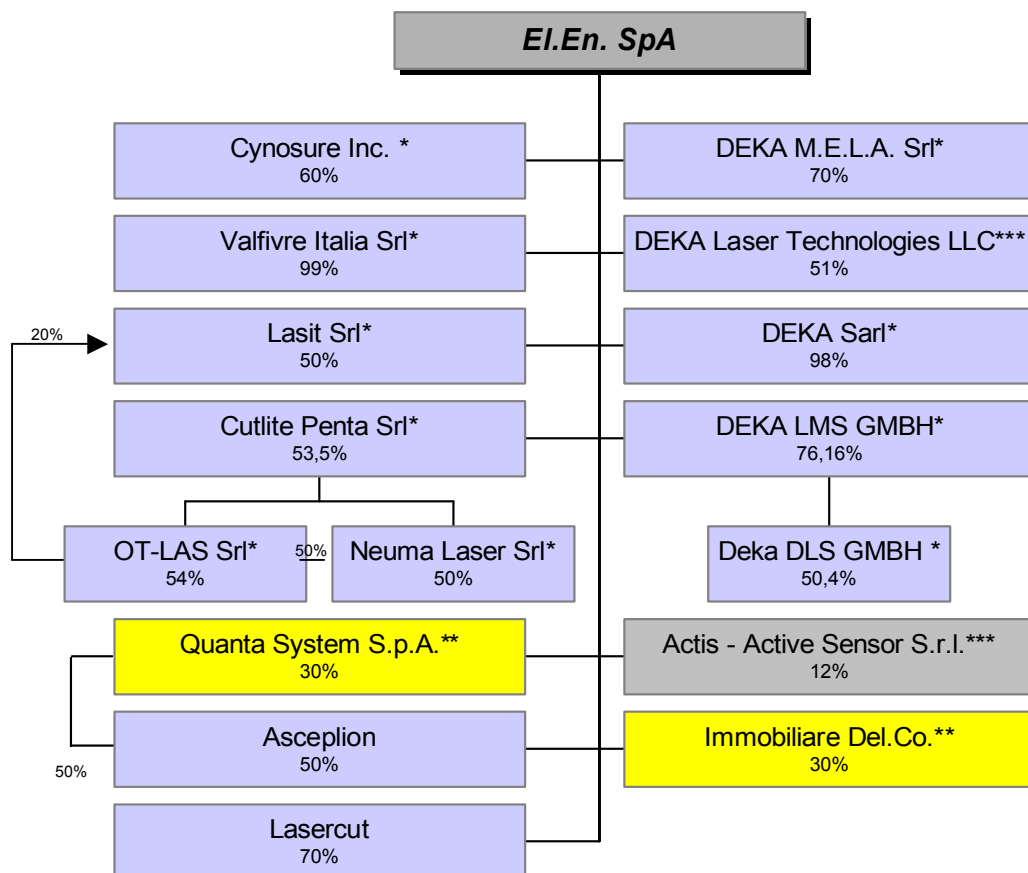 El.En. SpA
Cynosure Inc. *
60%
DEKA M.E.L.A. Srl*
70%
Valfivre Italia Srl*
99%
DEKA Laser Technologies LLC***
51%
20%
Lasit Srl*
50%
DEKA Sarl*
98%
Cutlite Penta Srl*
53,5%
DEKA LMS GMBH*
76,16%
OT-LAS Srl*
54%
50%
Neuma Laser Srl*
50%
Deka DLS GMBH *
50,4%
Quanta System S.p.A.**
30%
Actis - Active Sensor S.r.l.***
12%
Asceplion
50%
50%
Immobiliare Del.Co.**
30%
Lasercut
70%